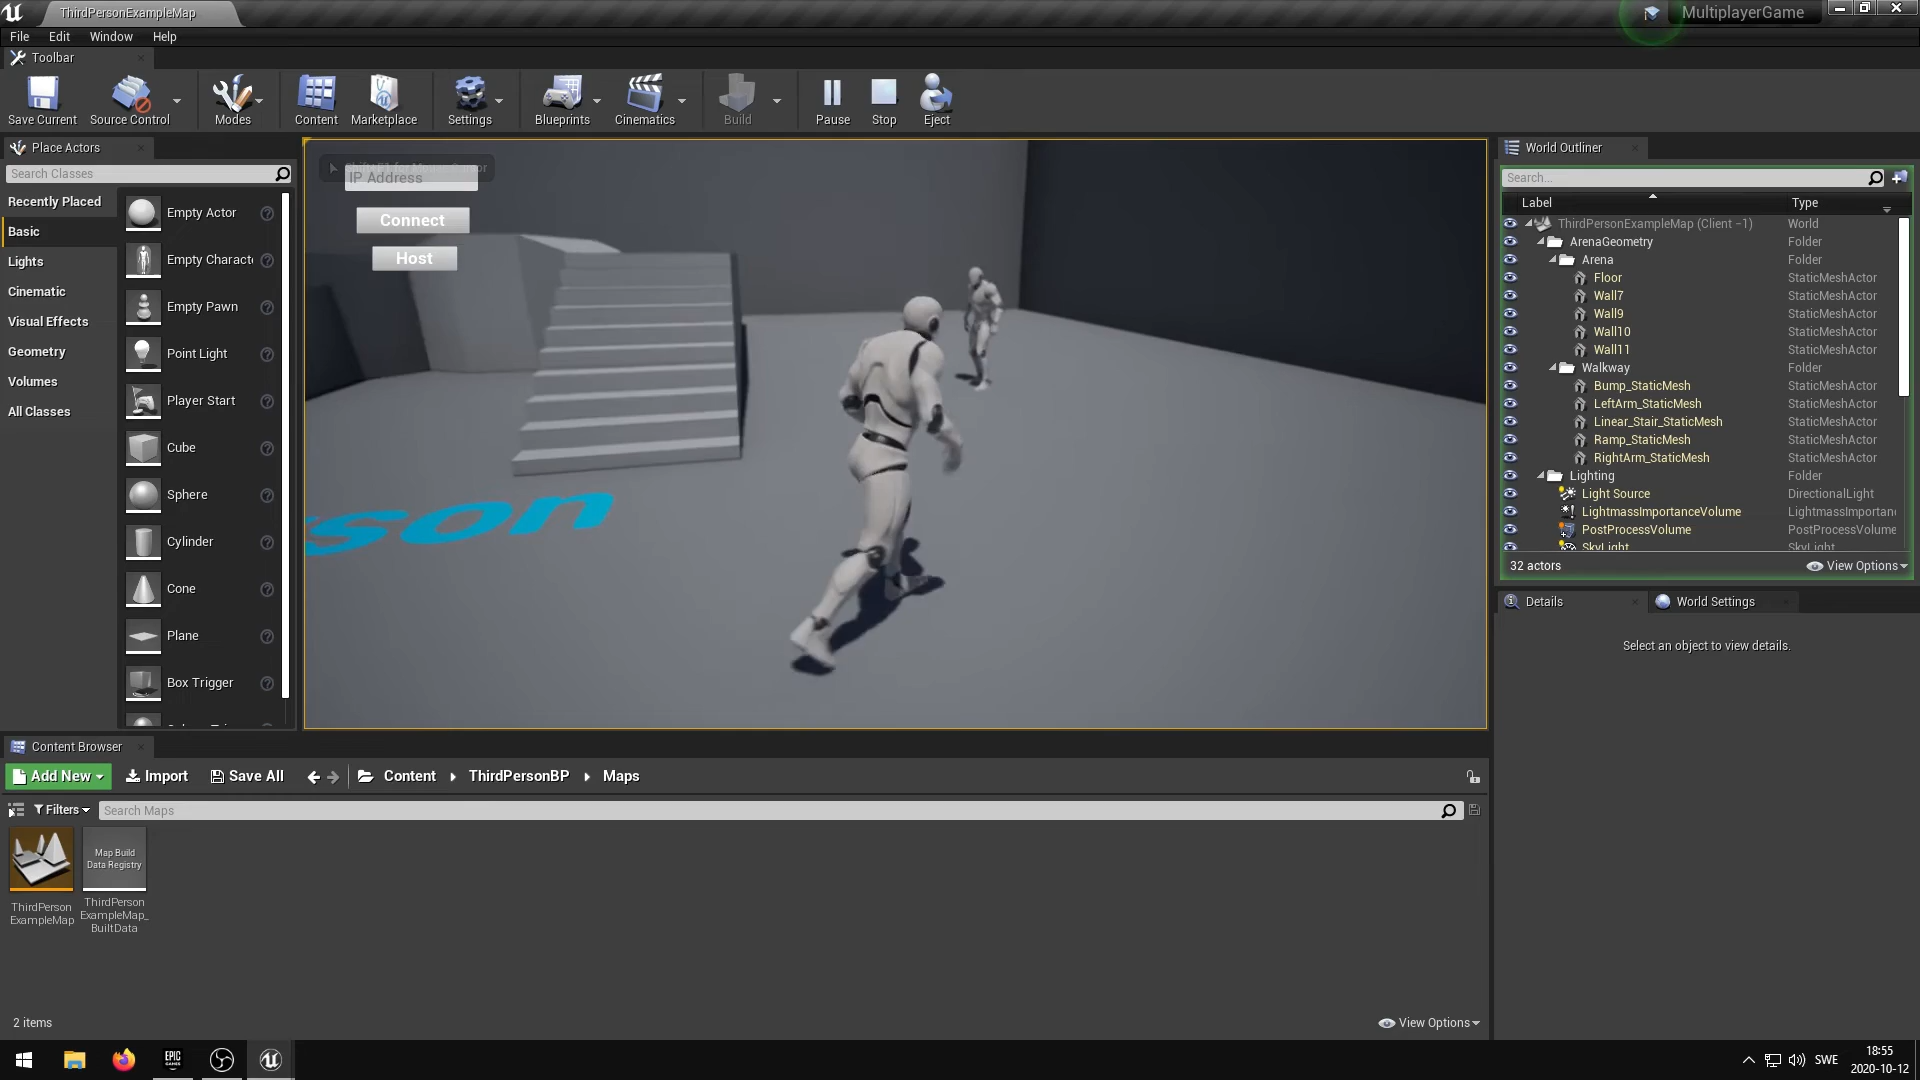 ThirdPersonExampleMap
MultiplayerGame
File Edit Window Help
Toolbar
Save Current
Source Control
Modes
Content
Marketplace
Settings
Blueprints
Cinematics
Build
Pause
Stop
Eject
Place Actors
Search Classes
Recently Placed
Basic
Lights
Cinematic
Visual Effects
Geometry
Volumes
All Classes
Empty Actor
Empty Characte
Empty Pawn
Point Light
Player Start
Cube
Sphere
Cylinder
Cone
Plane
Box Trigger
IP Address
Connect
Host
World Outliner
Search...
Label Type
ThirdPersonExampleMap (Client -1) World
ArenaGeometry Folder
Arena Folder
Floor StaticMeshActor
Wall7 StaticMeshActor
Wall9 StaticMeshActor
Wall10 StaticMeshActor
Wall11 StaticMeshActor
Walkway Folder
Bump_StaticMesh StaticMeshActor
LeftArm_StaticMesh StaticMeshActor
Linear_Stair_StaticMesh StaticMeshActor
Ramp_StaticMesh StaticMeshActor
RightArm_StaticMesh StaticMeshActor
Lighting Folder
Light Source DirectionalLight
LightmassImportanceVolume LightmassImportan
PostProcessVolume PostProcessVolume
SkyLight SkyLight
32 actors View Options
Details World Settings
Select an object to view details.
Content Browser
Add New Import Save All Content ThirdPersonBP Maps
Filters Search Maps
Map Build
Data Registry
ThirdPerson
ExampleMap
ThirdPerson
ExampleMap_
BuiltData
2 items
View Options
EPIC
GAMES
SWE
18:55
2020-10-12